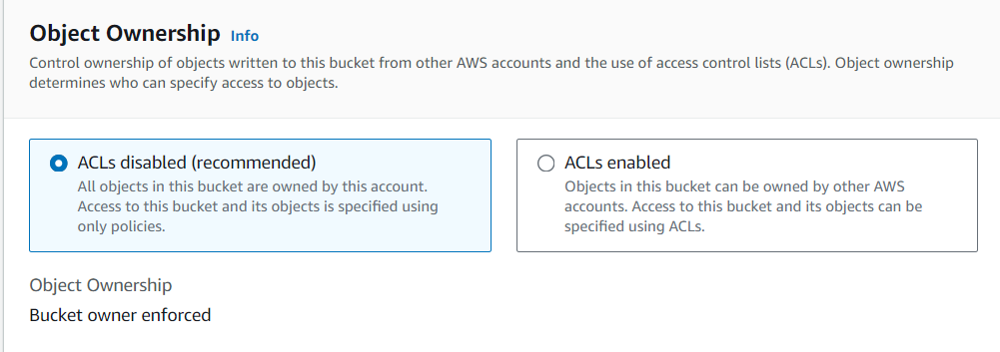 Object Ownership Info
Control ownership of objects written to this bucket from other AWS accounts and the use of access control lists (ACLs). Object ownership
determines who can specify access to objects.
ACLs disabled (recommended)
All objects in this bucket are owned by this account.
Access to this bucket and its objects is specified using
only policies.
ACLs enabled
Objects in this bucket can be owned by other AWS
accounts. Access to this bucket and its objects can be
specified using ACLs.
Object Ownership
Bucket owner enforced